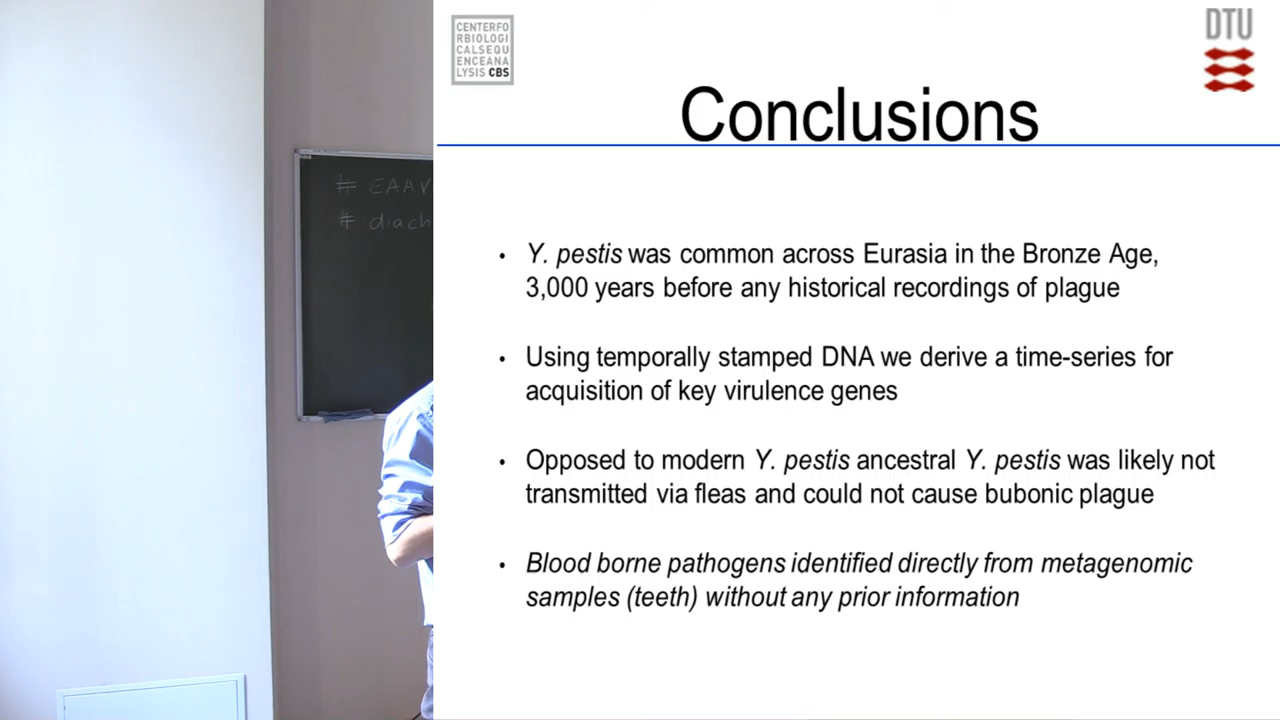 CENTERFO
RBIOLOGI
CALSEQU
ENCEANA
LYSIS CBS
DTU
Conclusions
# EAAV
# diach
• Y. pestis was common across Eurasia in the Bronze Age,
3,000 years before any historical recordings of plague
• Using temporally stamped DNA we derive a time-series for
acquisition of key virulence genes
• Opposed to modern Y. pestis ancestral Y. pestis was likely not
transmitted via fleas and could not cause bubonic plague
• Blood borne pathogens identified directly from metagenomic
samples (teeth) without any prior information